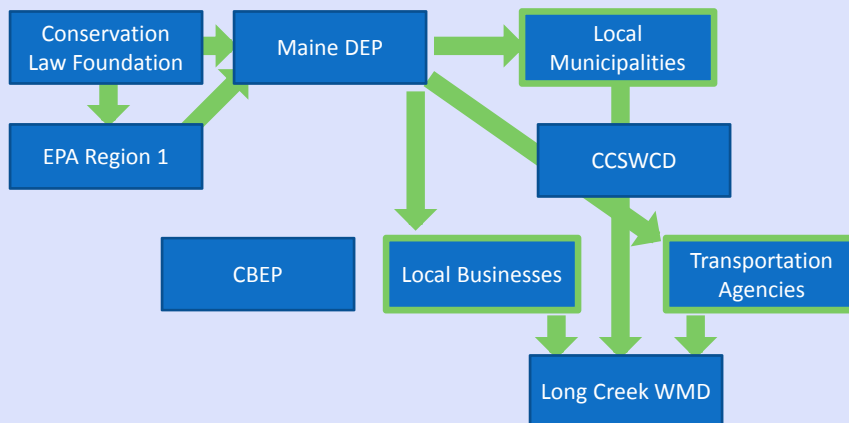 Conservation
Law Foundation
Maine DEP
Local
Municipalities
EPA Region 1
CCSWCD
CBEP
Local Businesses
Transportation
Agencies
Long Creek WMD